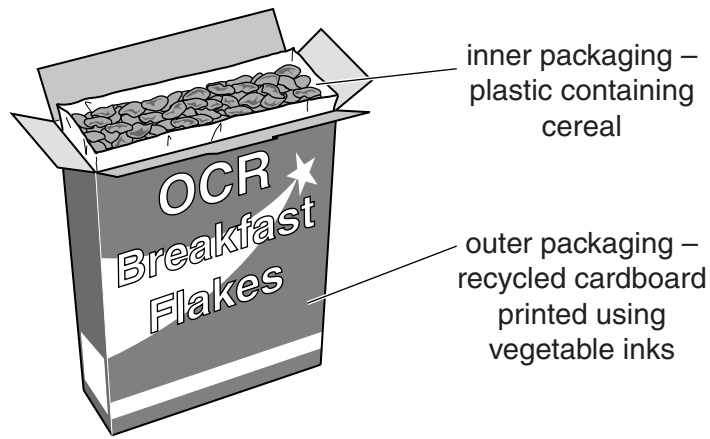 inner packaging –
plastic containing
cereal
OCR
Breakfast
Flakes
outer packaging –
recycled cardboard
printed using
vegetable inks